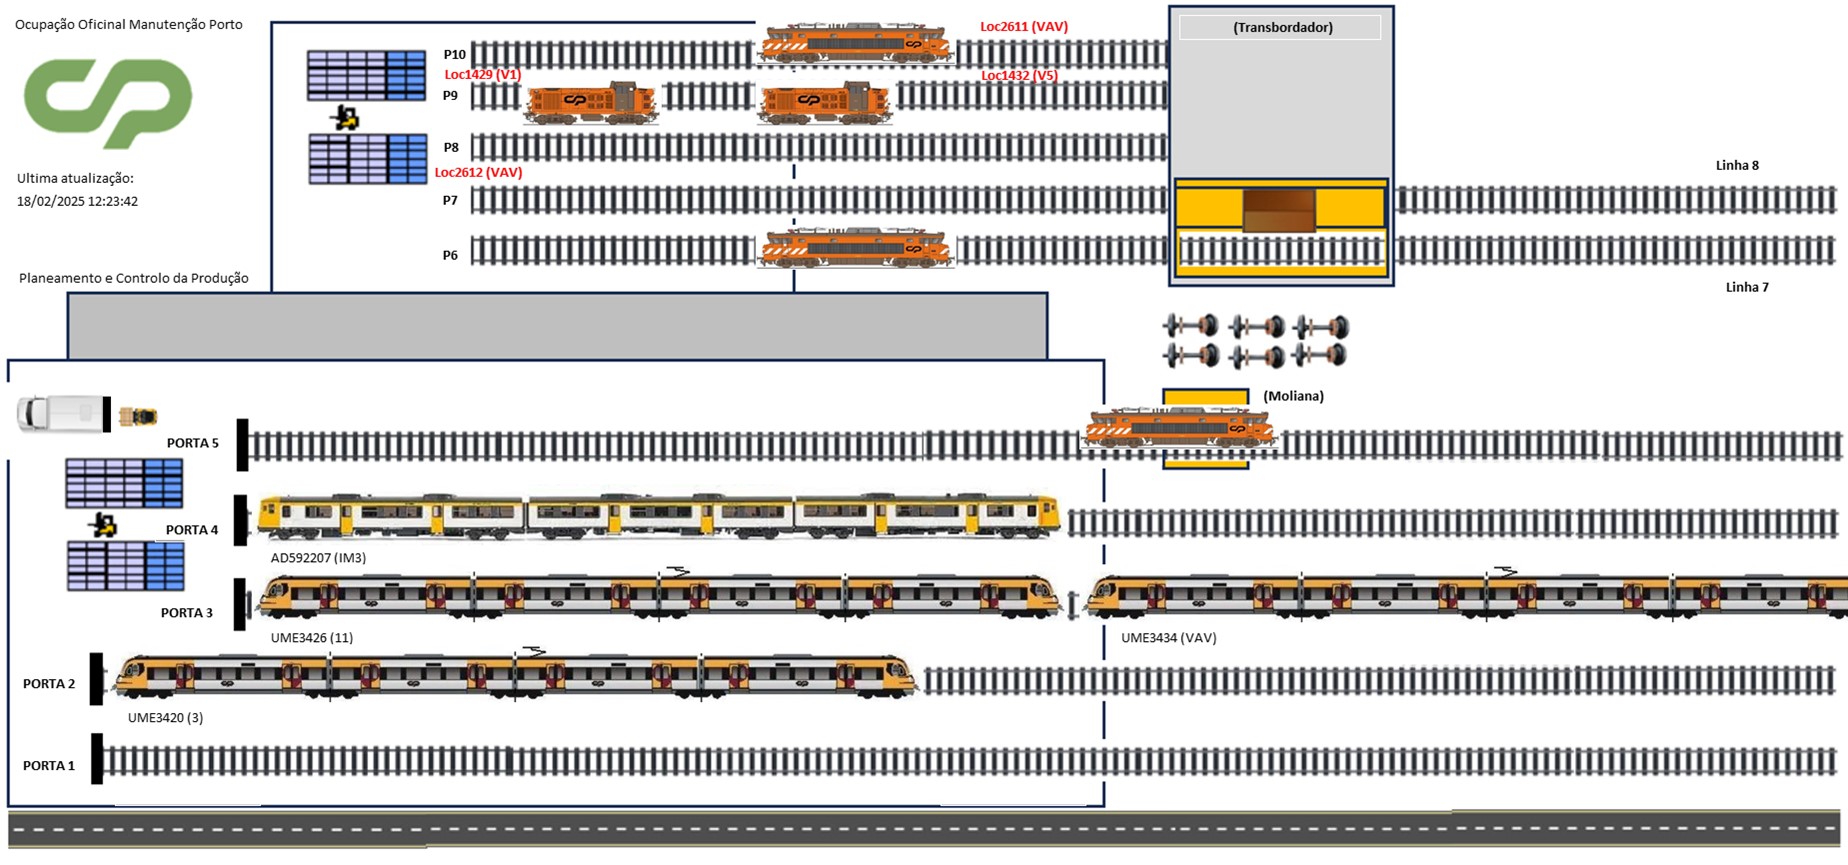 Ocupação Oficinal Manutenção Porto
CP
Ultima atualização:
18/02/2025 12:23:42
Planeamento e Controlo da Produção
Loc2611 (VAV)
(Transbordador)
P10
Loc1429 (V1)
Loc1432 (V5)
P9
P8
Loc2612 (VAV)
Linha 8
P7
P6
Linha 7
(Moliana)
PORTA 5
PORTA 4
AD592207 (IM3)
PORTA 3
UME3426 (11)
UME3434 (VAV)
PORTA 2
UME3420 (3)
PORTA 1